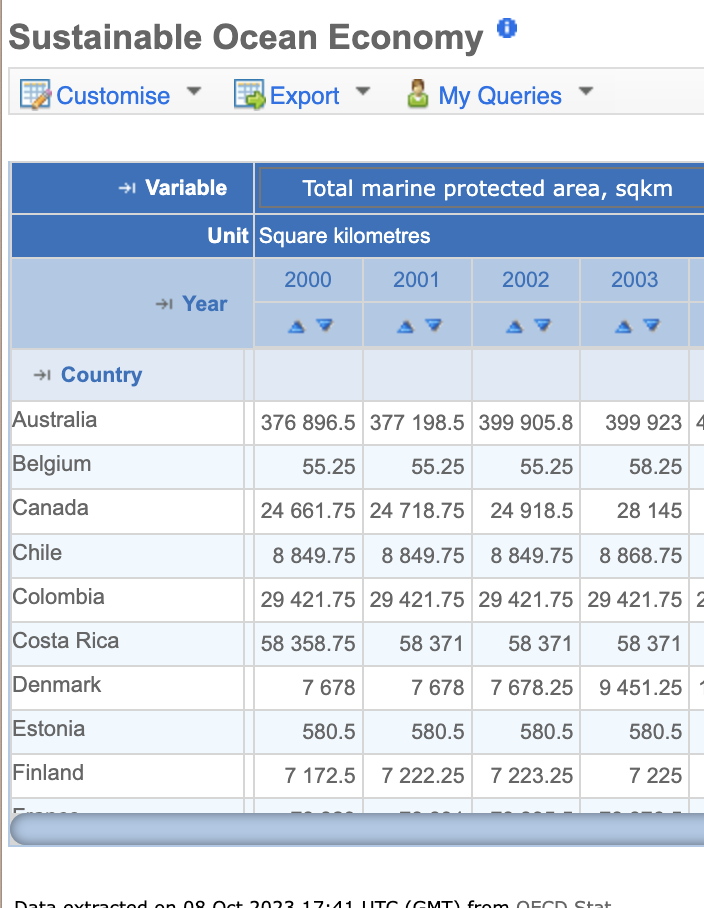 Sustainable Ocean Economy
Customise Export My Queries
Variable Total marine protected area, sqkm
Unit Square kilometres
Year 2000 2001 2002 2003
Country
Australia 376 896.5 377 198.5 399 905.8 399 923 4
Belgium 55.25 55.25 55.25 58.25
Canada 24 661.75 24 718.75 24 918.5 28 145
Chile 8 849.75 8 849.75 8 849.75 8 868.75
Colombia 29 421.75 29 421.75 29 421.75 29 421.75 2
Costa Rica 58 358.75 58 371 58 371 58 371
Denmark 7 678 7 678 7 678.25 9 451.25 1
Estonia 580.5 580.5 580.5 580.5
Finland 7 172.5 7 222.25 7 223.25 7 225
France
Data extracted on 08 Oct 2023 17:41 UTC (GMT) from OECD.Stat